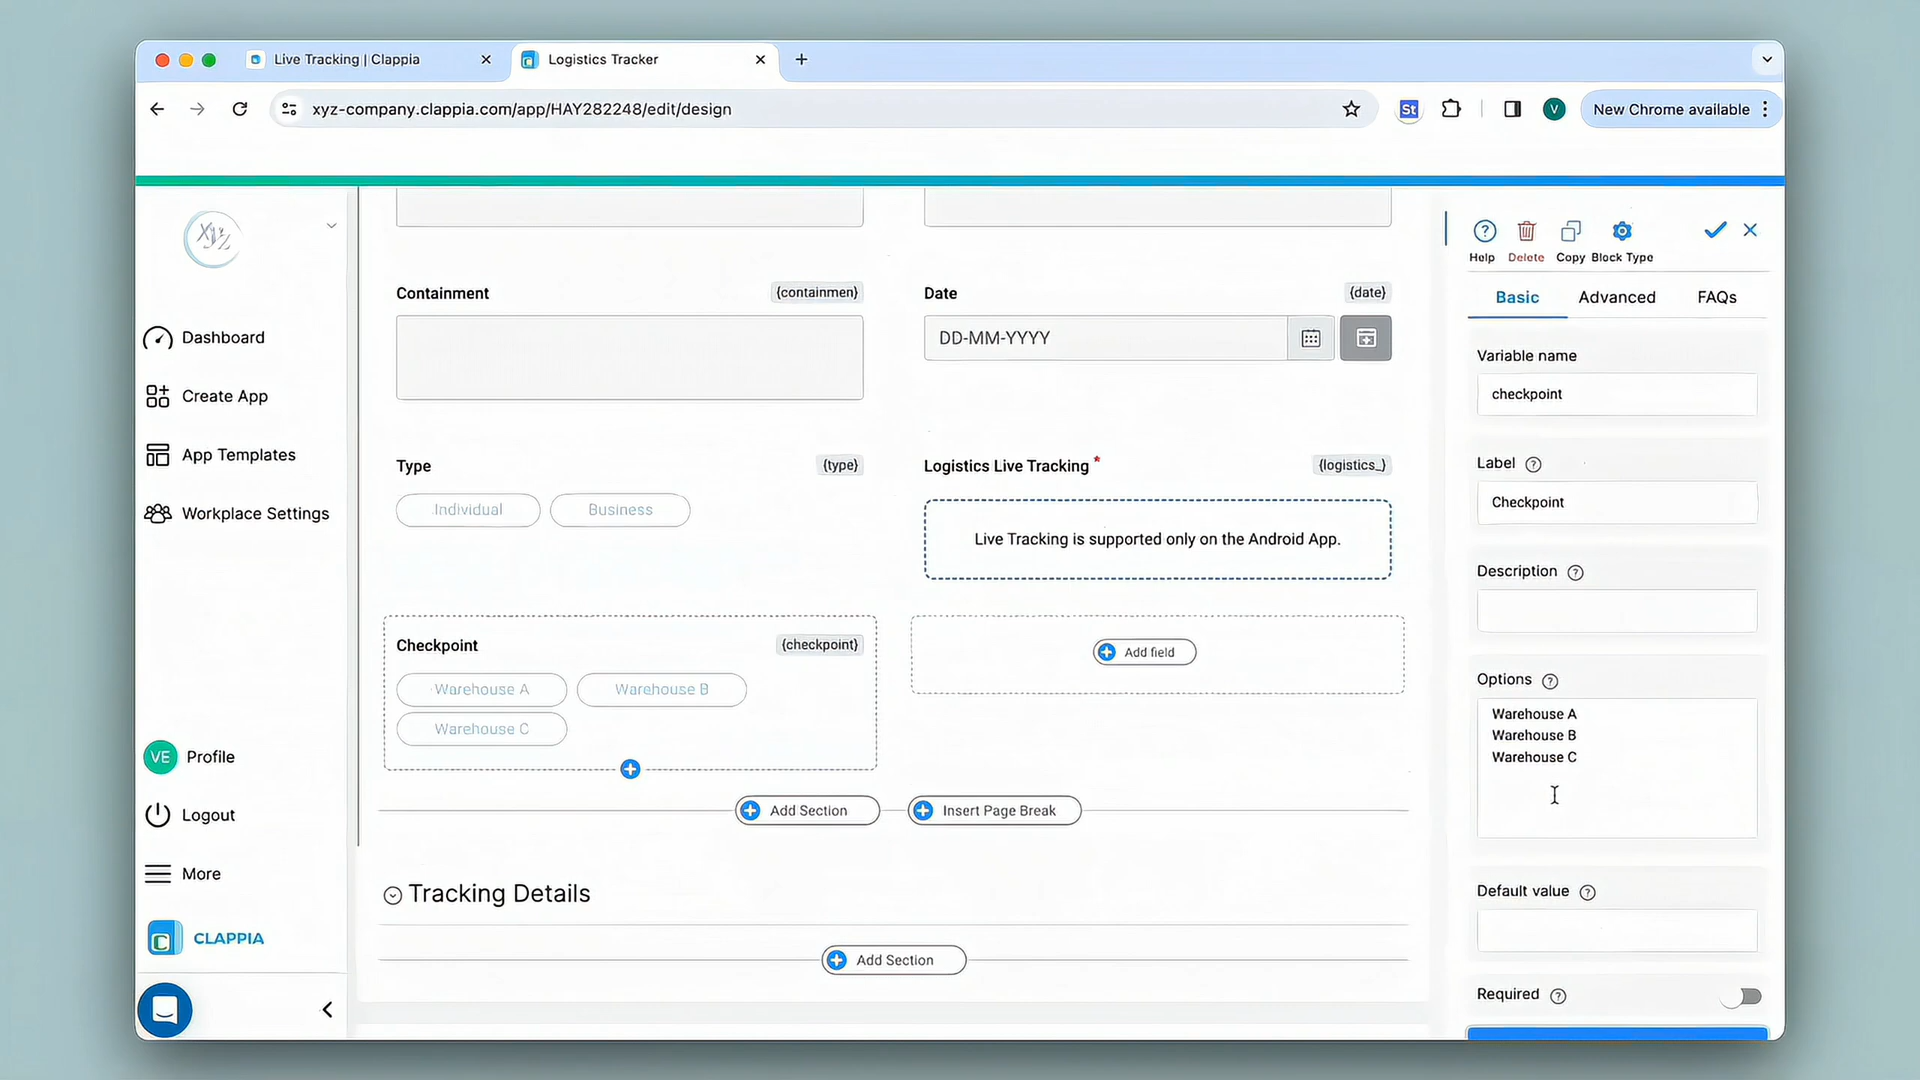 Live Tracking | Clappia
Logistics Tracker
xyz-company.clappia.com/app/HAY282248/edit/design
St
V
New Chrome available
xyz
Dashboard
Create App
App Templates
Workplace Settings
VE Profile
Logout
More
CLAPPIA
Containment {containmen}
Date {date}
DD-MM-YYYY
Type {type}
Individual
Business
Logistics Live Tracking * {logistics_}
Live Tracking is supported only on the Android App.
Checkpoint {checkpoint}
Warehouse A
Warehouse B
Warehouse C
Add field
Add Section
Insert Page Break
Tracking Details
Add Section
Help
Delete
Copy
Block Type
Basic
Advanced
FAQs
Variable name
checkpoint
Label
Checkpoint
Description
Options
Warehouse A
Warehouse B
Warehouse C
Default value
Required